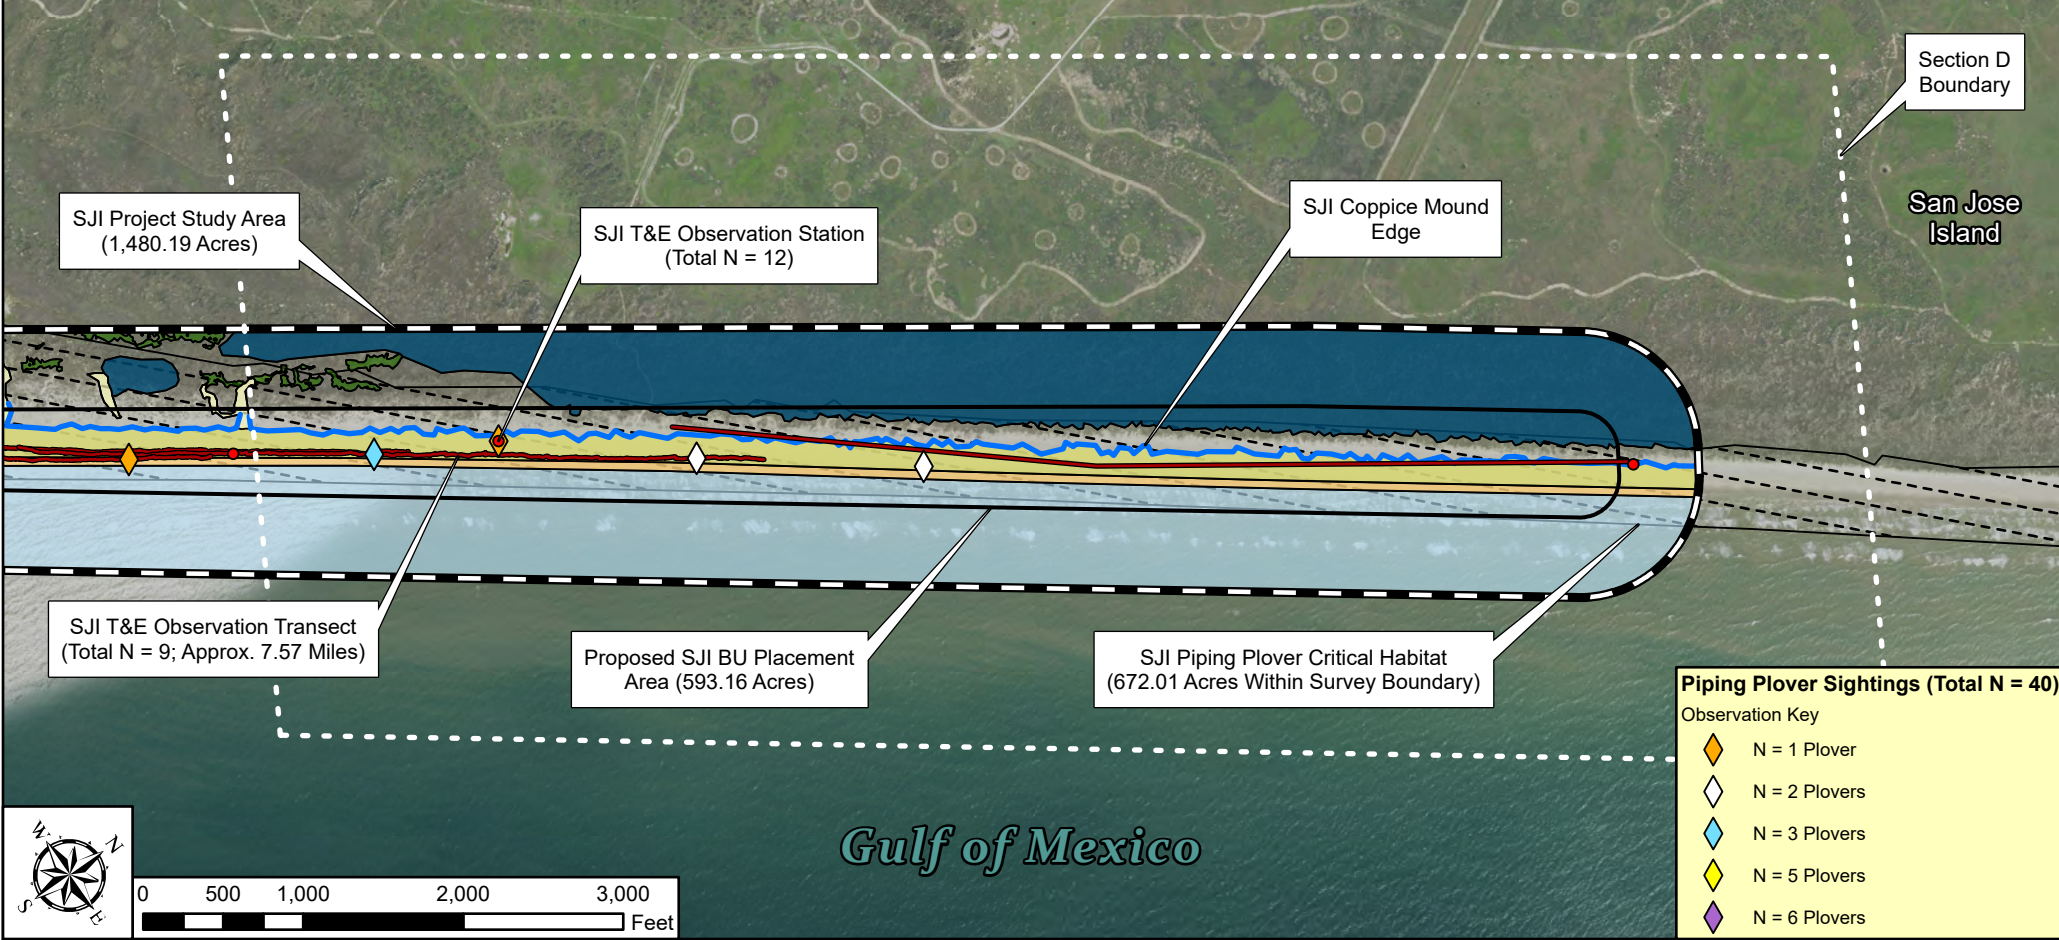 Section D
Boundary
San Jose
Island
SJI Project Study Area
(1,480.19 Acres)
SJI T&E Observation Station
(Total N = 12)
SJI Coppice Mound
Edge
SJI T&E Observation Transect
(Total N = 9; Approx. 7.57 Miles)
Proposed SJI BU Placement
Area (593.16 Acres)
SJI Piping Plover Critical Habitat
(672.01 Acres Within Survey Boundary)
Piping Plover Sightings (Total N = 40)
Observation Key
N = 1 Plover
N = 2 Plovers
N = 3 Plovers
N = 5 Plovers
N = 6 Plovers
Gulf of Mexico
W N
S E
0 500 1,000 2,000 3,000
Feet